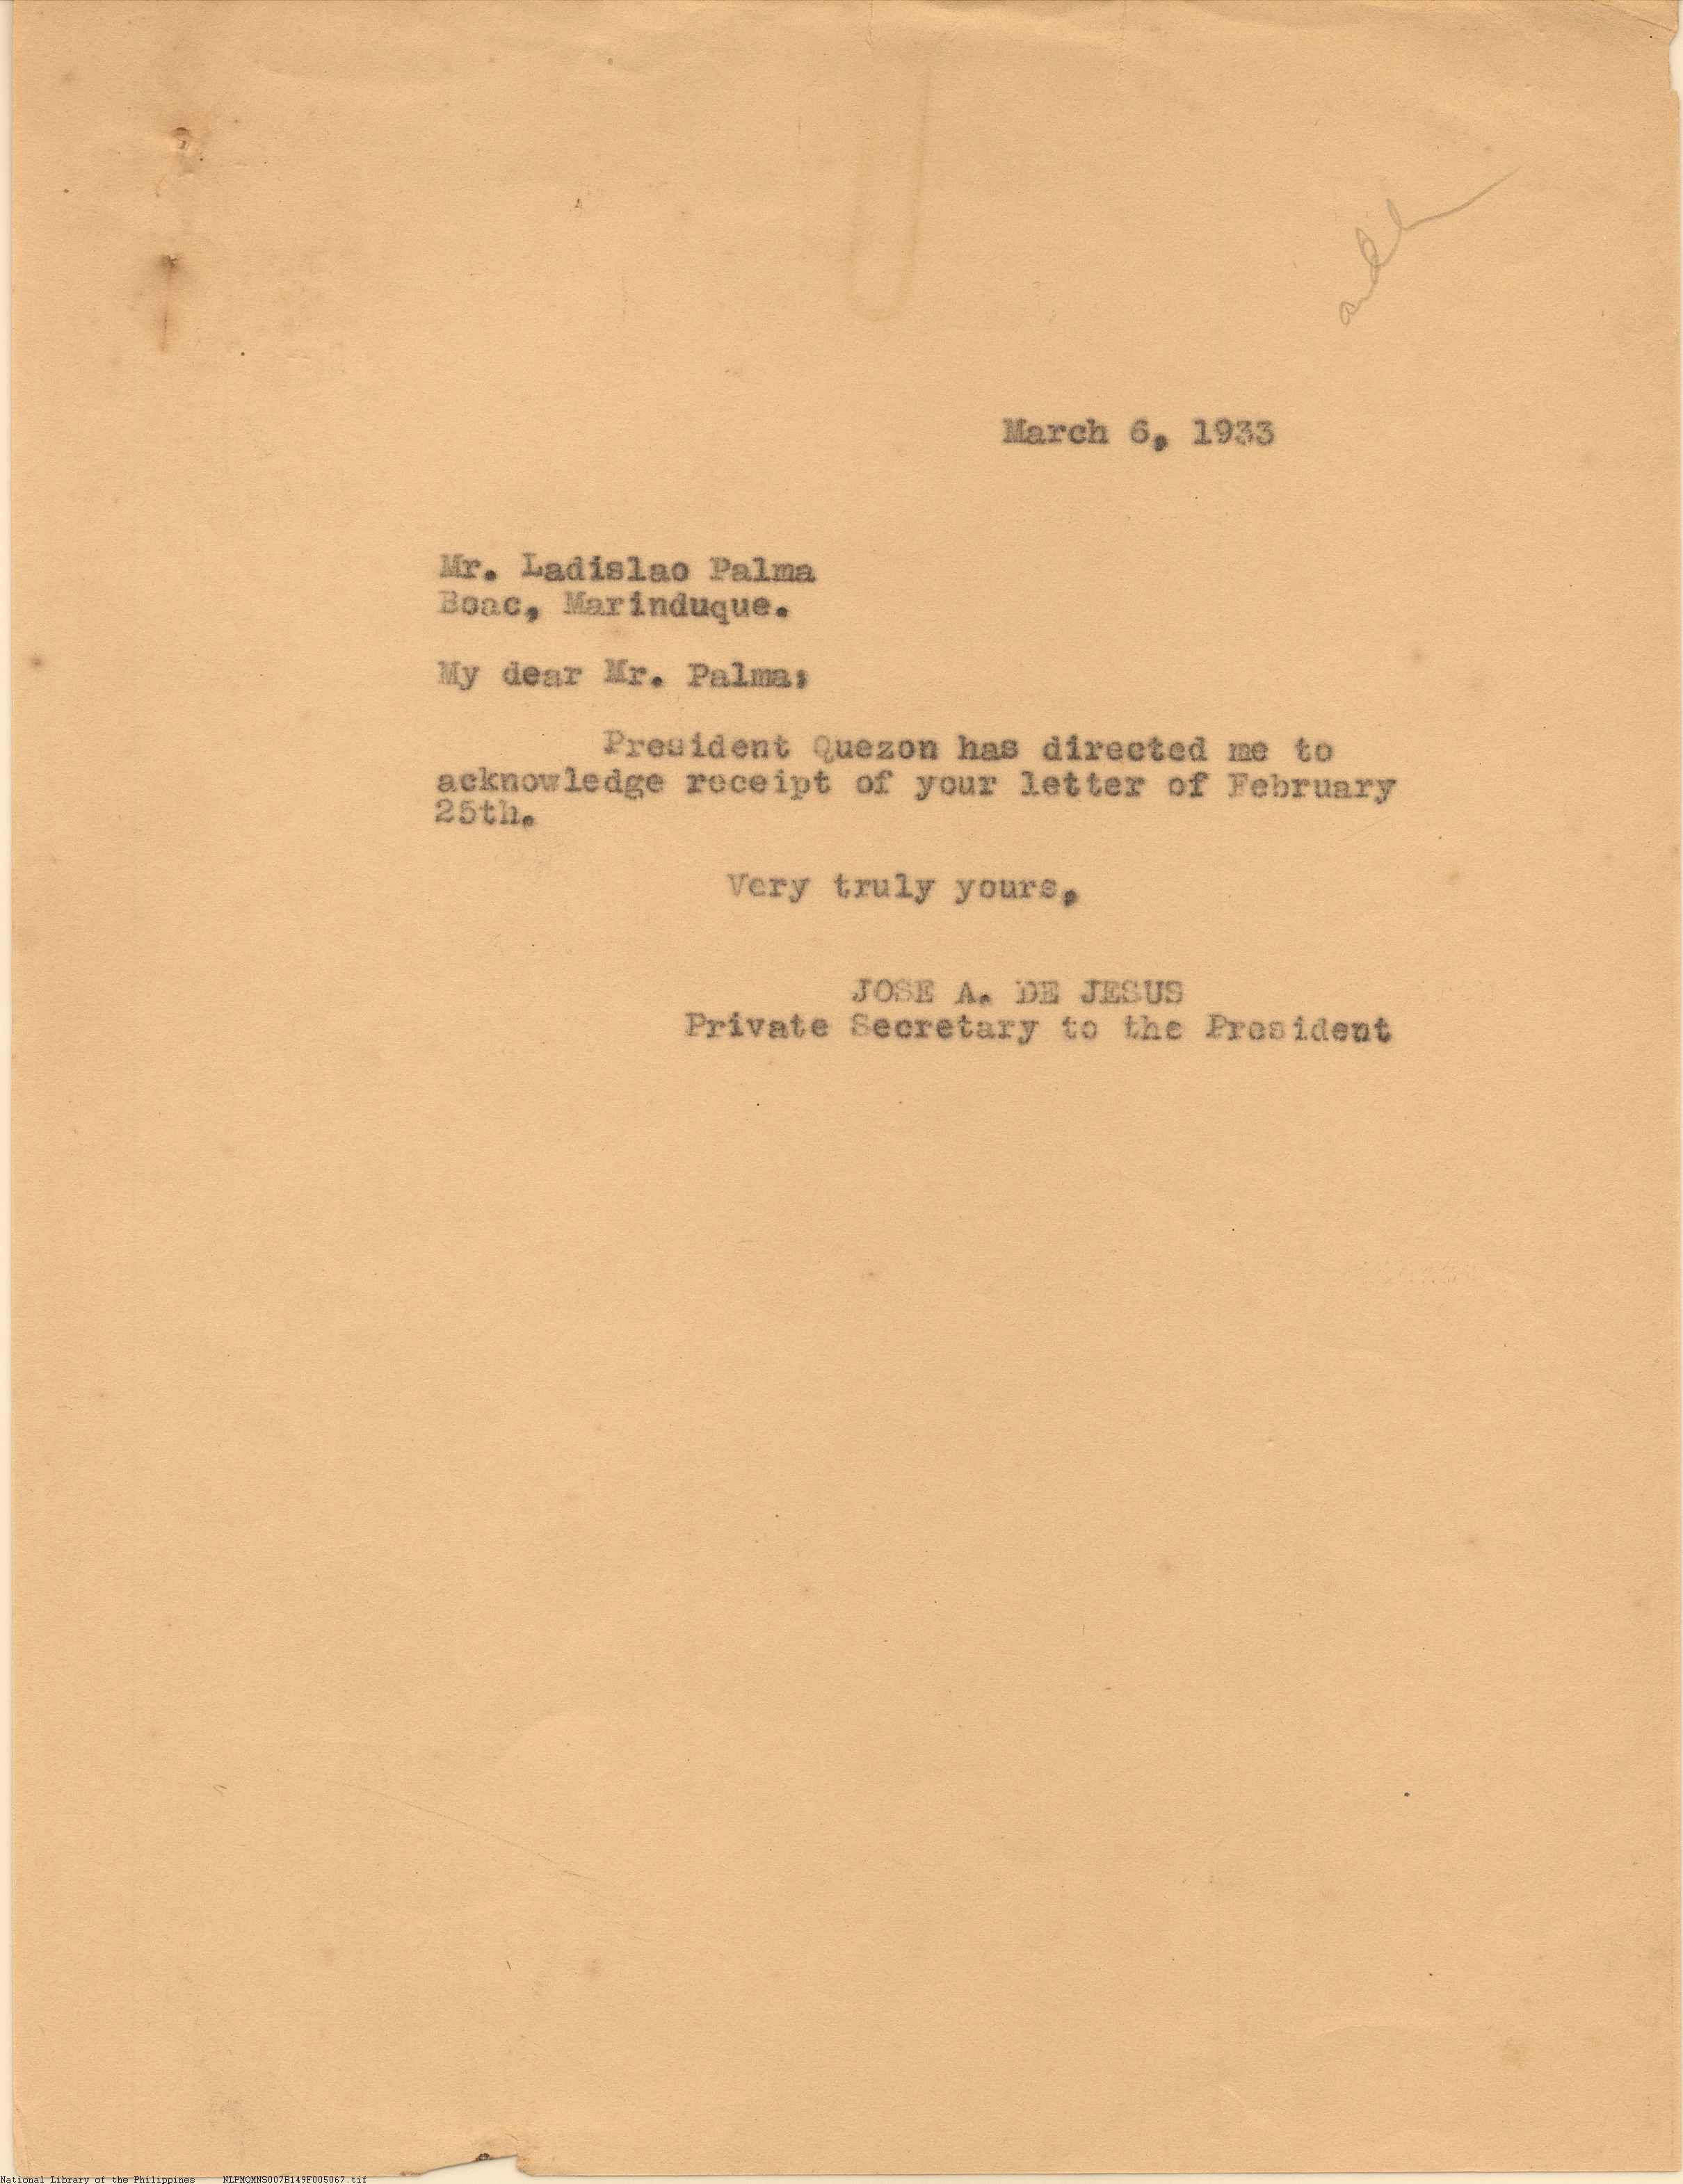 March 6, 1933
Mr. Ladislao Palma
Boac, Marinduque.
My dear Mr. Palma:
President Quezon has directed me to
acknowledge receipt of your letter of February
25th.
Very truly yours,
JOSE A. DE JESUS
Private Secretary to the President
National Library of the Philippines NLPMQMNS007B149F005067.tif